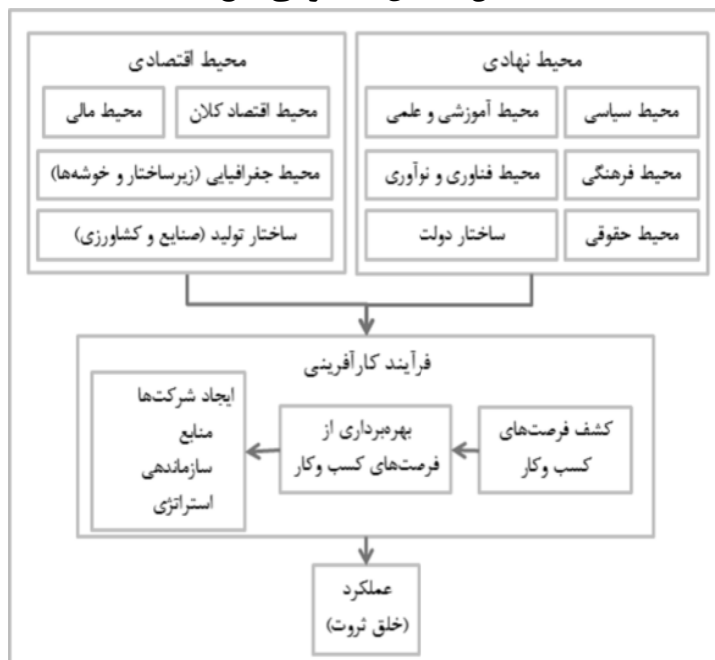 محیط نهادی
محیط سیاسی
محیط آموزشی و علمی
محیط فرهنگی
محیط فناوری و نوآوری
محیط حقوقی
ساختار دولت
محیط اقتصادی
محیط اقتصاد کلان
محیط مالی
محیط جغرافیایی (زیرساختار و خوشه‌ها)
ساختار تولید (صنایع و کشاورزی)
فرآیند کارآفرینی
کشف فرصت‌های
کسب وکار
بهره‌برداری از
فرصت‌های کسب وکار
ایجاد شرکت‌ها
منابع
سازماندهی
استراتژی
عملکرد
(خلق ثروت)